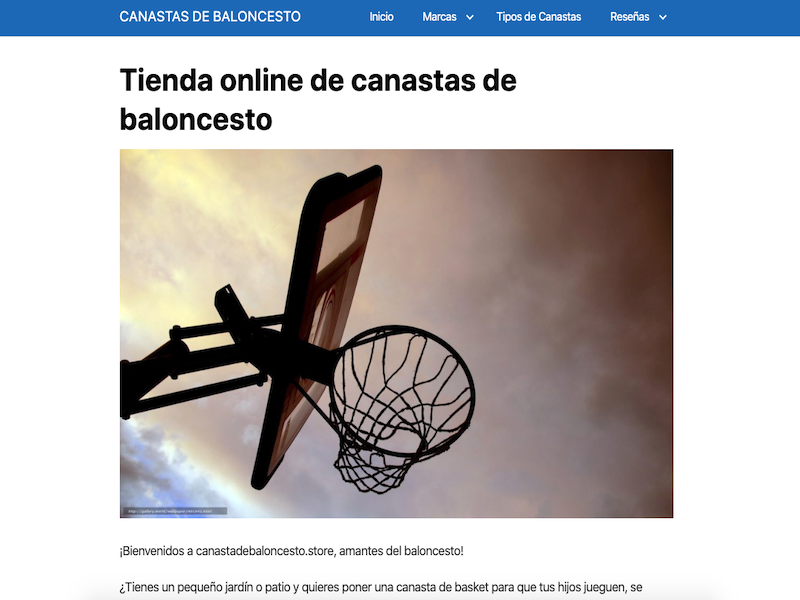 CANASTAS DE BALONCESTO
Inicio
Marcas
Tipos de Canastas
Reseñas
Tienda online de canastas de
baloncesto
¡Bienvenidos a canastadebaloncesto.store, amantes del baloncesto!
¿Tienes un pequeño jardín o patio y quieres poner una canasta de basket para que tus hijos jueguen, se